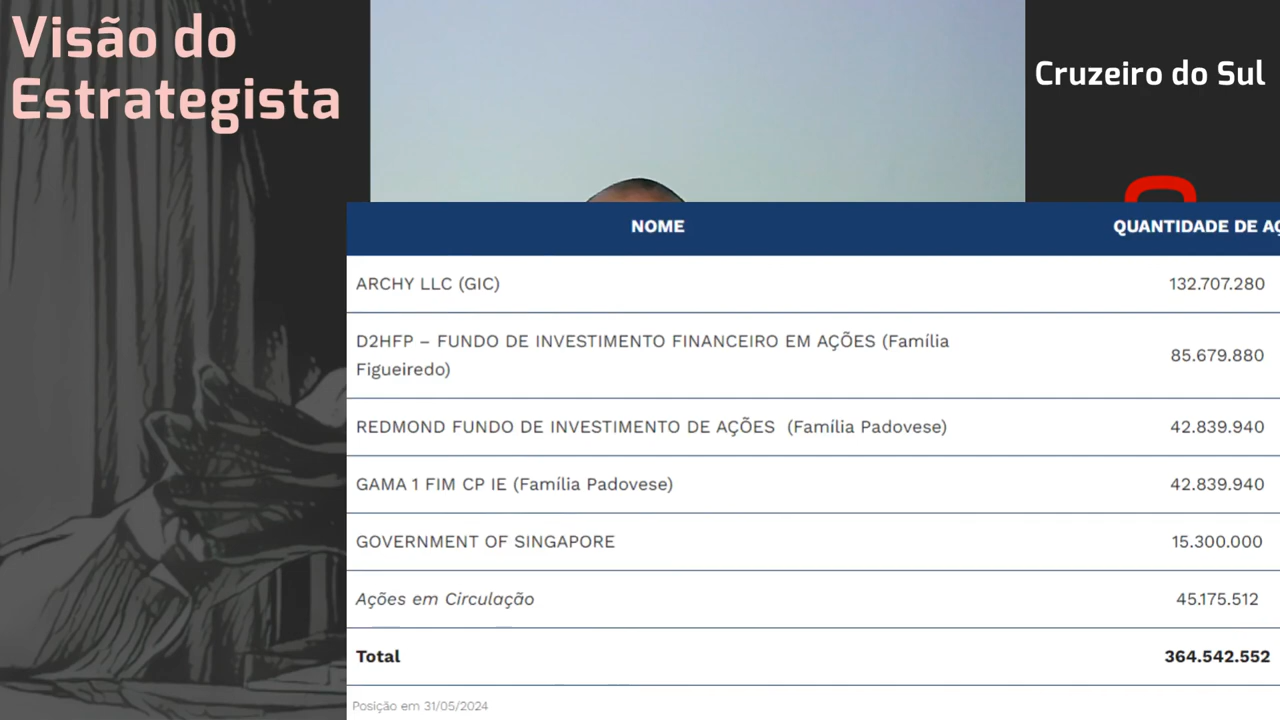 Visão do
Estrategista
Cruzeiro do Sul
NOME
QUANTIDADE DE
ARCHY LLC (GIC)
132.707.280
D2HFP – FUNDO DE INVESTIMENTO FINANCEIRO EM AÇÕES (Família
Figueiredo)
85.679.880
REDMOND FUNDO DE INVESTIMENTO DE AÇÕES (Família Padovese)
42.839.940
GAMA 1 FIM CP IE (Família Padovese)
42.839.940
GOVERNMENT OF SINGAPORE
15.300.000
Ações em Circulação
45.175.512
Total
364.542.552
Posição em 31/05/2024